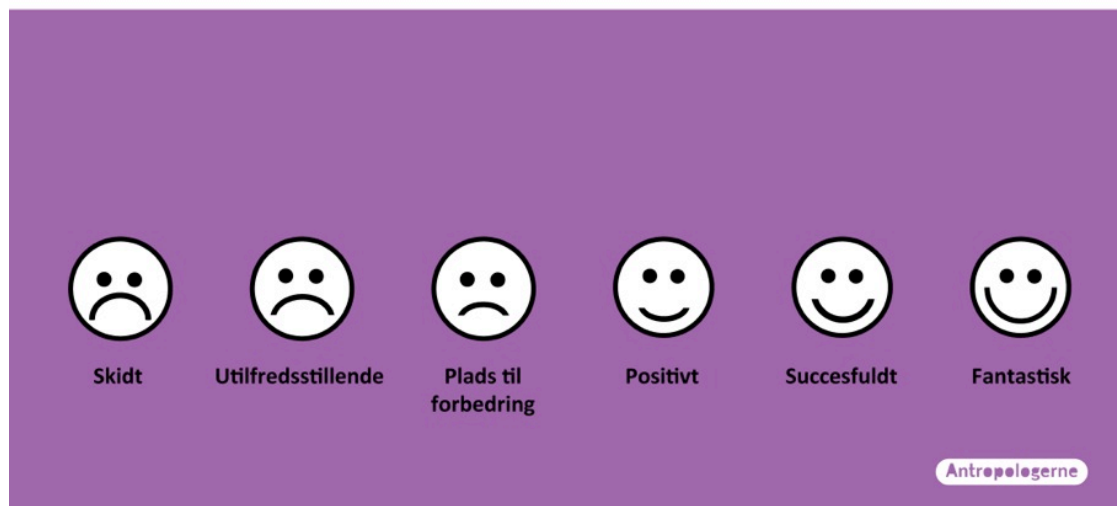 Skidt
Utilfredsstillende
Plads til
forbedring
Positivt
Succesfuldt
Fantastisk
Antropologerne